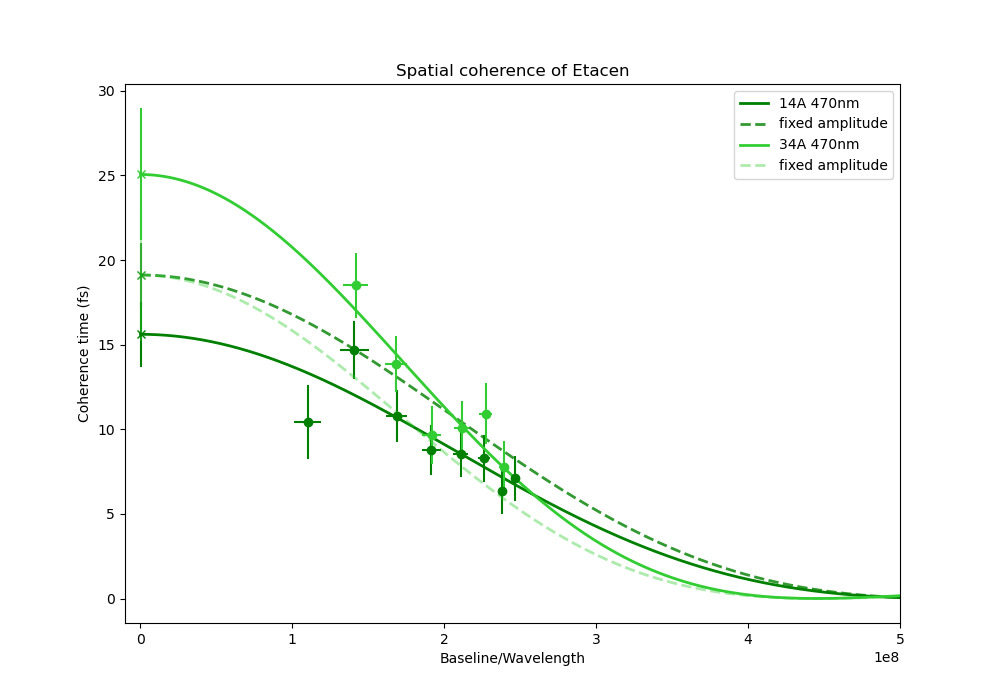 Spatial coherence of Etacen
30
25
20
15
10
5
0
Coherence time (fs)
14A 470nm
fixed amplitude
34A 470nm
fixed amplitude
0 1 2 3 4 5
1e8
Baseline/Wavelength